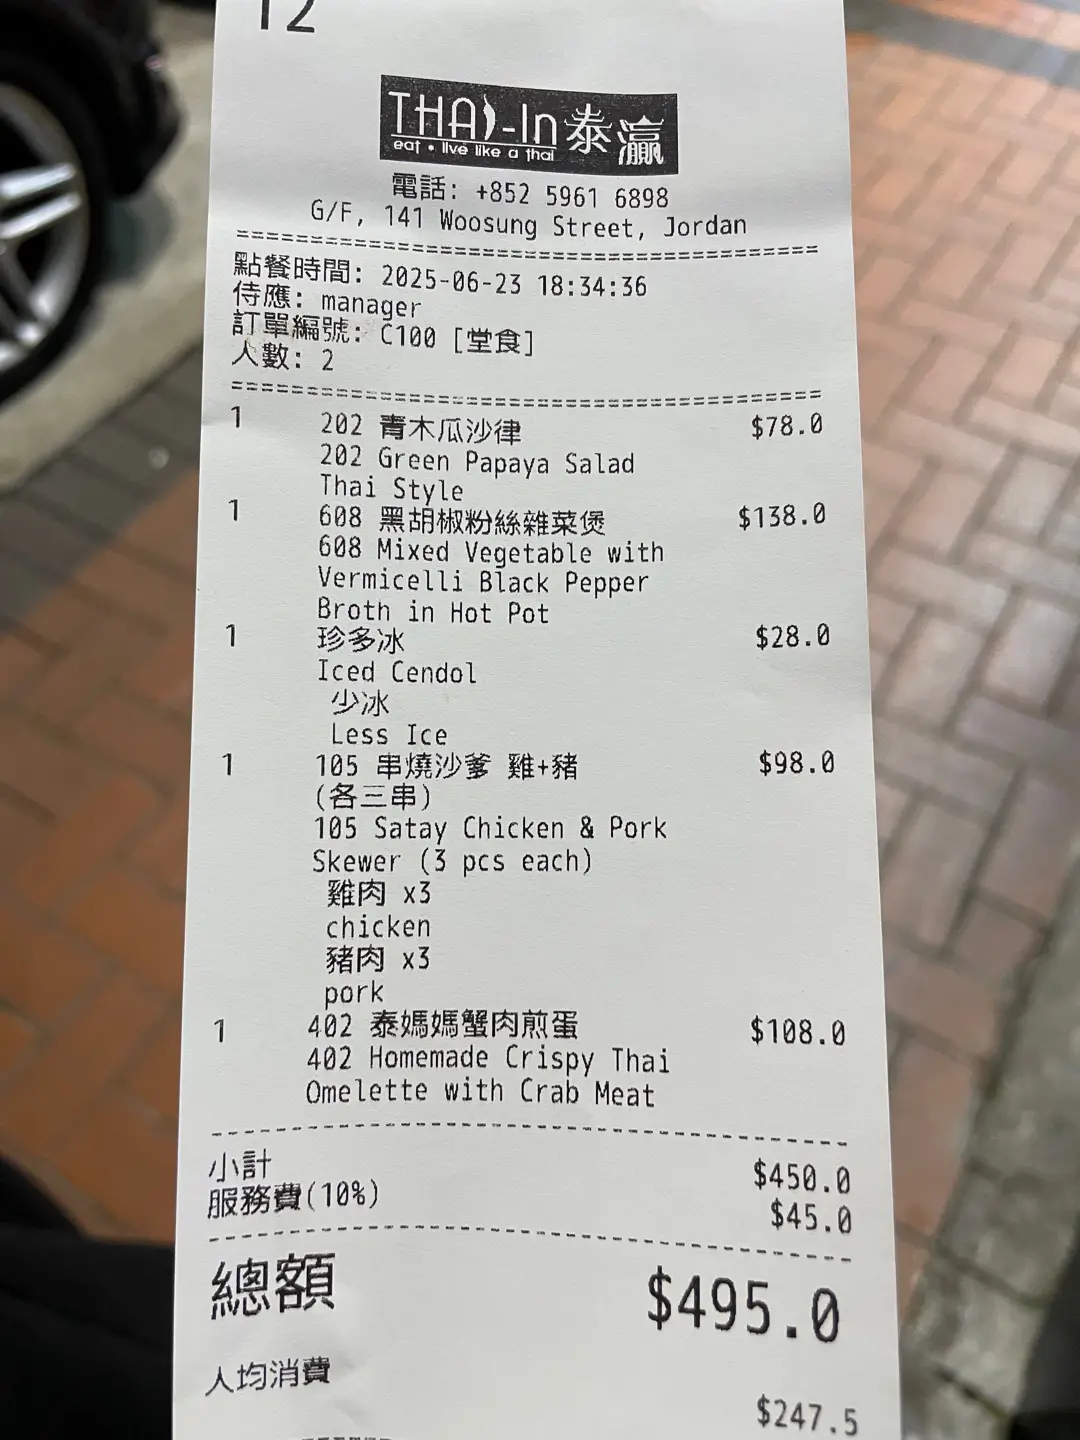 12
THAI-In 泰瀛
eat • live like a thai
電話: +852 5961 6898
G/F, 141 Woosung Street, Jordan
================================================
點餐時間: 2025-06-23 18:34:36
侍應: manager
訂單編號: C100 [堂食]
人數: 2
================================================
1 202 青木瓜沙律 $78.0
202 Green Papaya Salad
Thai Style
1 608 黑胡椒粉絲雜菜煲 $138.0
608 Mixed Vegetable with
Vermicelli Black Pepper
Broth in Hot Pot
1 珍多冰 $28.0
Iced Cendol
少冰
Less Ice
1 105 串燒沙爹 雞+豬 $98.0
(各三串)
105 Satay Chicken & Pork
Skewer (3 pcs each)
雞肉 x3
chicken
豬肉 x3
pork
1 402 泰媽媽蟹肉煎蛋 $108.0
402 Homemade Crispy Thai
Omelette with Crab Meat
------------------------------------------------
小計 $450.0
服務費(10%) $45.0
------------------------------------------------
總額 $495.0
人均消費 $247.5